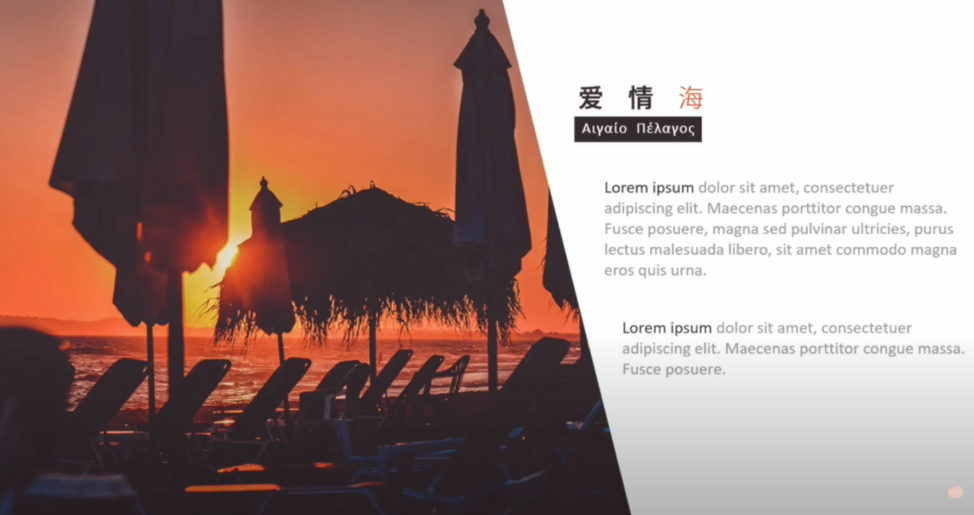 爱 情 海
Αιγαίο Πέλαγος
Lorem ipsum dolor sit amet, consectetuer
adipiscing elit. Maecenas porttitor congue massa.
Fusce posuere, magna sed pulvinar ultricies, purus
lectus malesuada libero, sit amet commodo magna
eros quis urna.
Lorem ipsum dolor sit amet, consectetuer
adipiscing elit. Maecenas porttitor congue massa.
Fusce posuere.